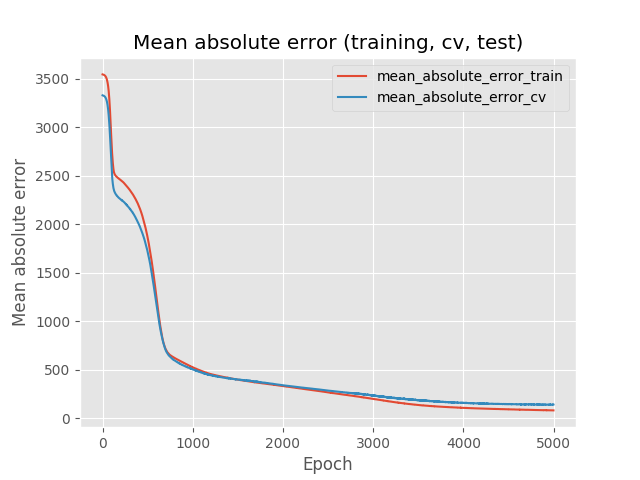 Mean absolute error (training, cv, test)
mean_absolute_error_train
mean_absolute_error_cv
Mean absolute error
3500
3000
2500
2000
1500
1000
500
0
0 1000 2000 3000 4000 5000
Epoch